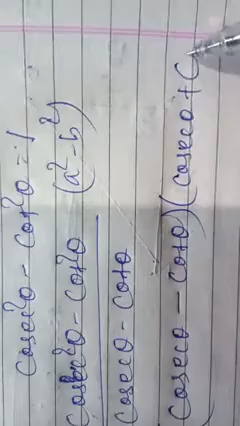 cosec²θ - cot²θ = 1
cosec²θ - cot²θ (a² - b²)
cosecθ - cotθ
(cosecθ - cotθ)(cosecθ + C